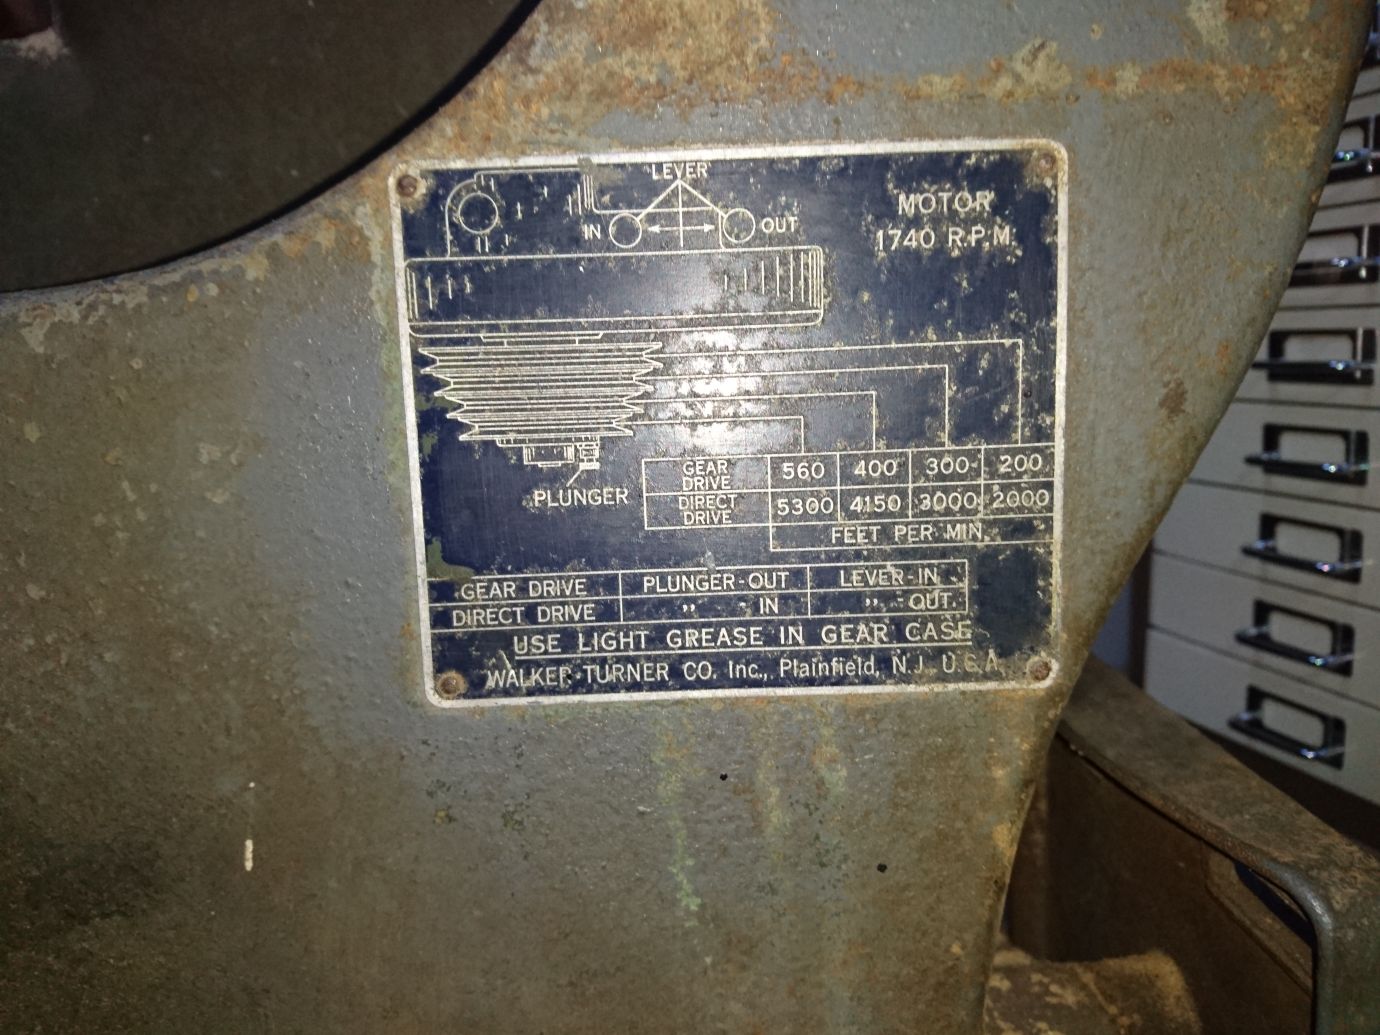 LEVER
IN
OUT
MOTOR
1740 R.P.M.
PLUNGER
GEAR DRIVE 560 400 300 200
DIRECT DRIVE 5300 4150 3000 2000
FEET PER MIN.
GEAR DRIVE PLUNGER-OUT LEVER-IN
DIRECT DRIVE ,, - IN ,, - OUT.
USE LIGHT GREASE IN GEAR CASE
WALKER-TURNER CO. Inc., Plainfield, N.J. U.S.A.